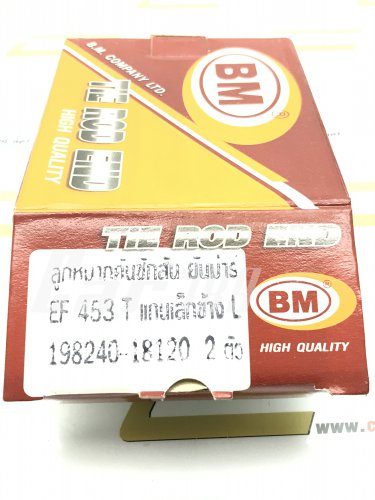 BM
B.M. COMPANY LTD.
TIE ROD END
HIGH QUALITY
TIE ROD END
ลูกหมากคันชักสั้น ยันม่าร์
EF 453 T แกนเล็กข้าง L
198240-18120 2 ตัว
BM
HIGH QUALITY